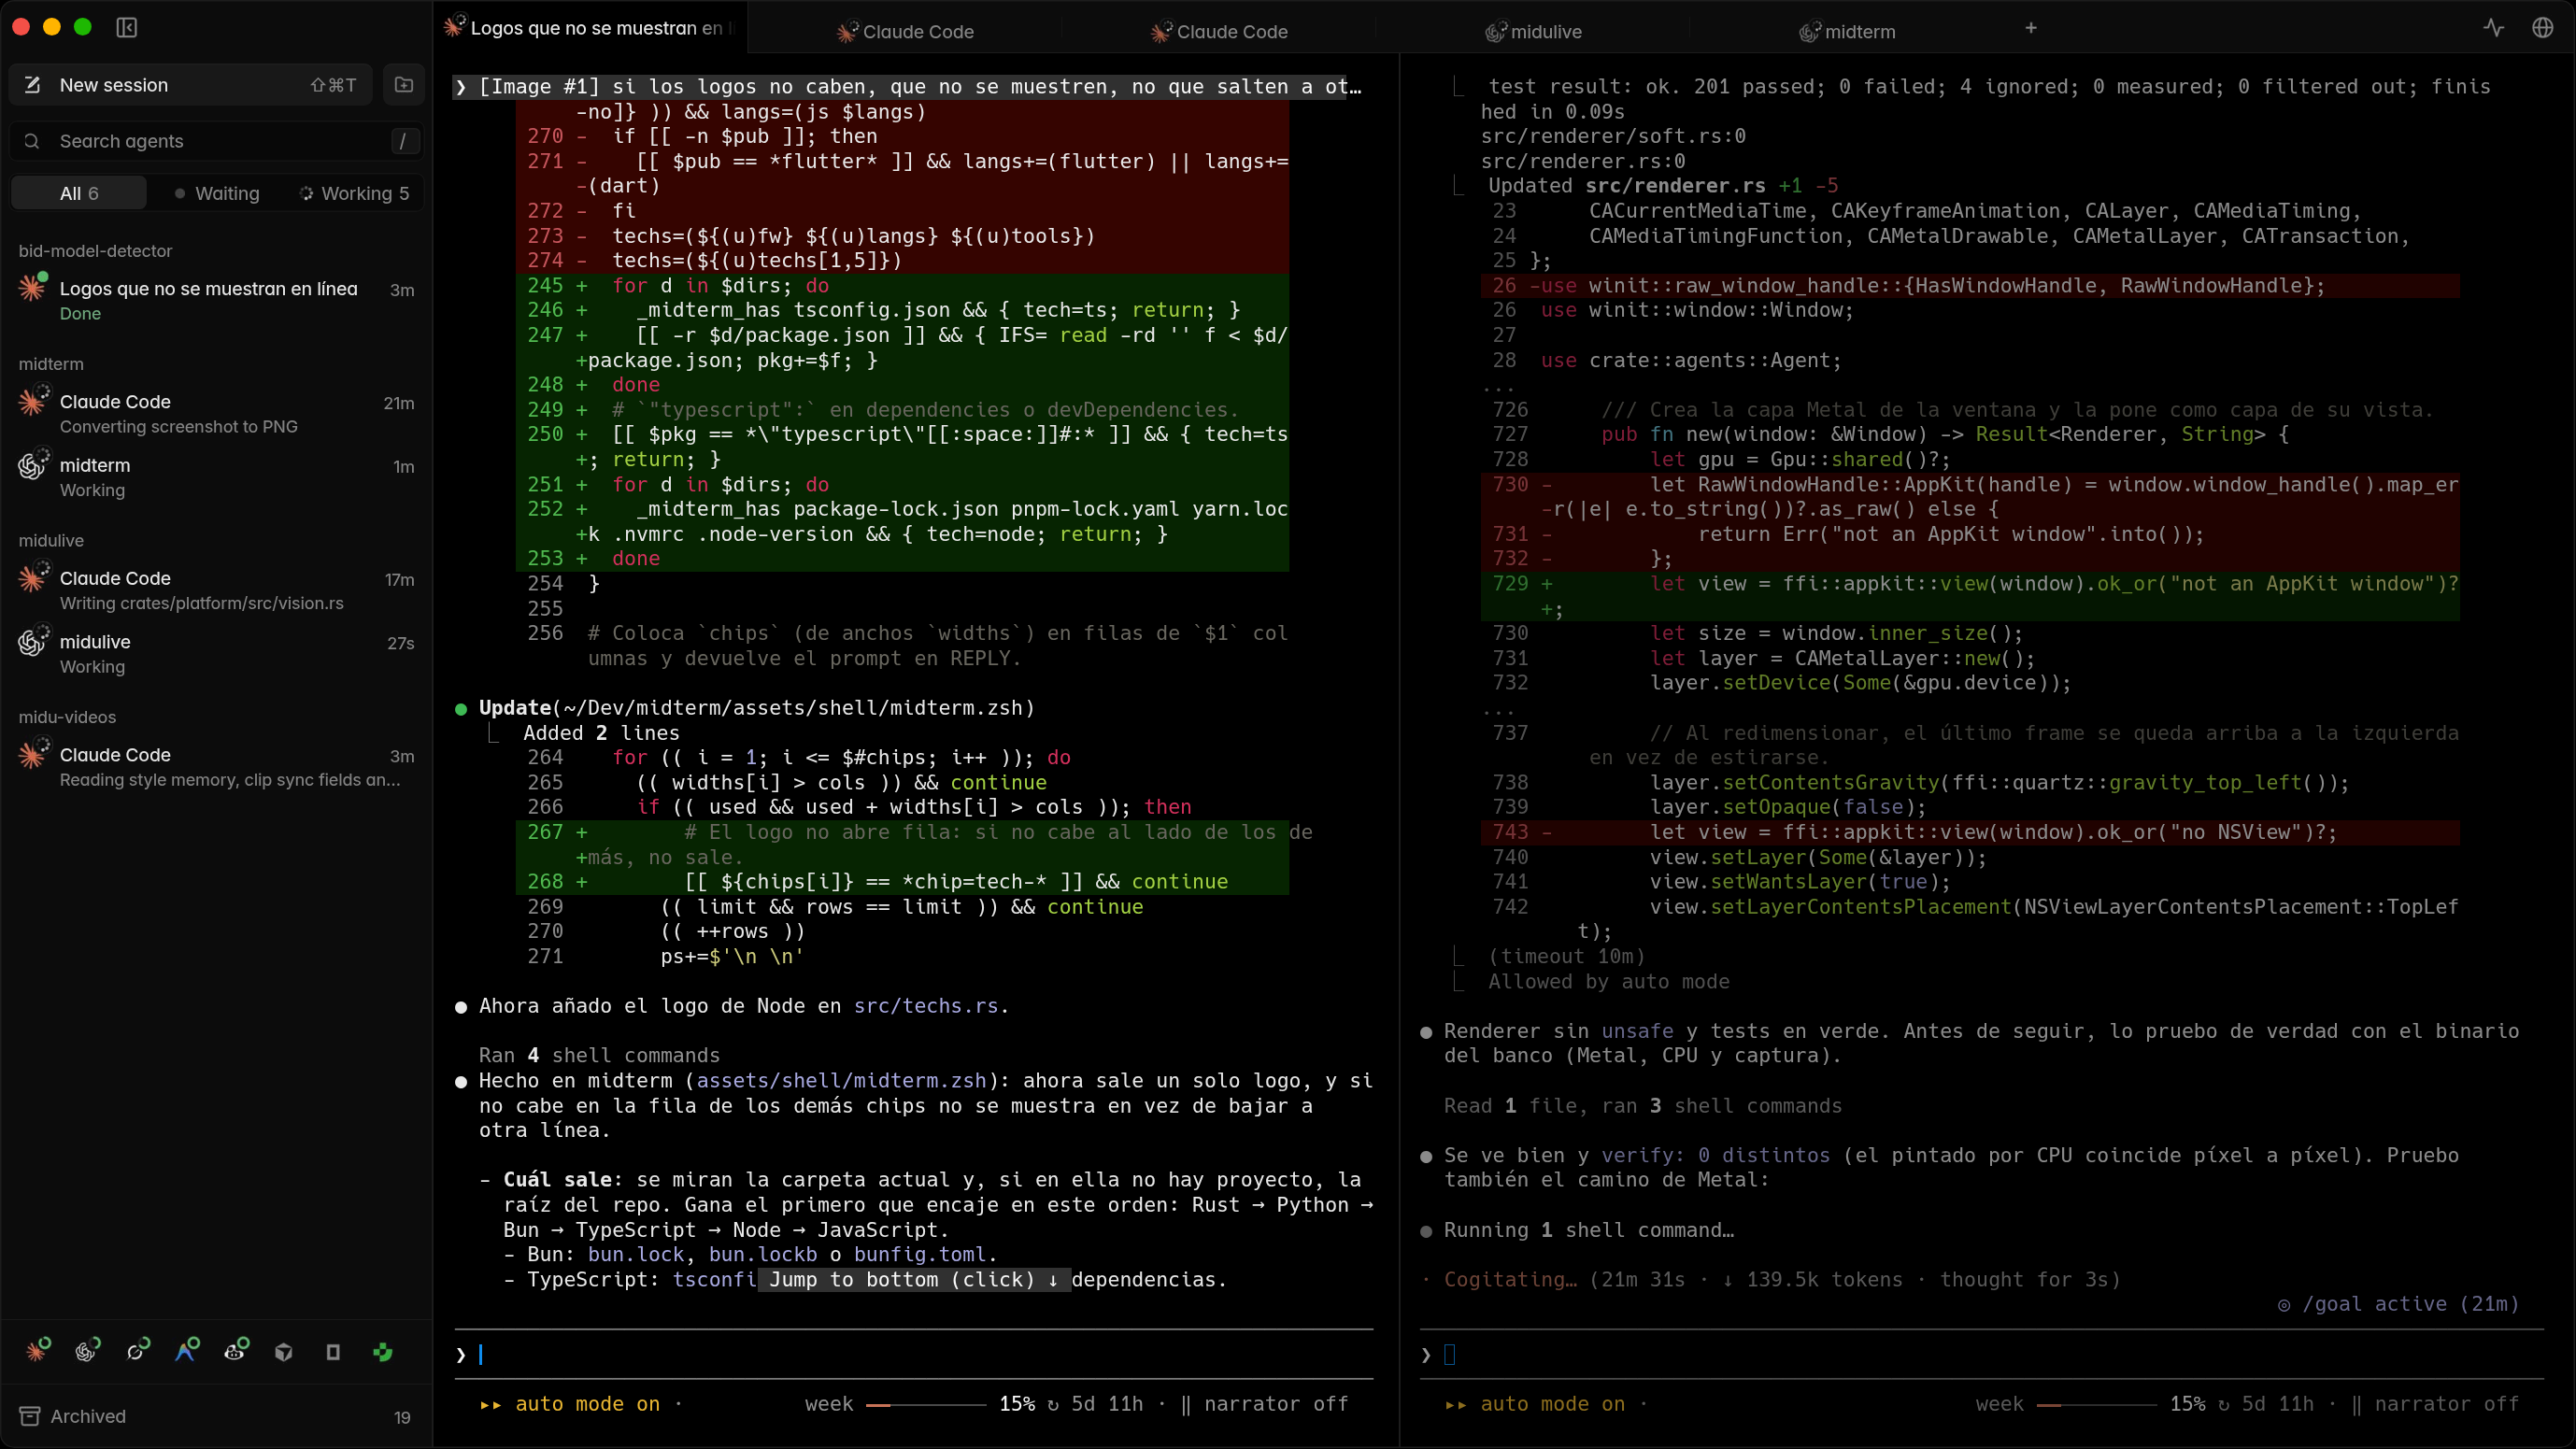 Logos que no se muestran en l
Claude Code
Claude Code
midulive
midterm
+
New session ⇧⌘T
Search agents /
All 6 Waiting Working 5
bid-model-detector
Logos que no se muestran en línea 3m
Done
midterm
Claude Code 21m
Converting screenshot to PNG
midterm 1m
Working
midulive
Claude Code 17m
Writing crates/platform/src/vision.rs
midulive 27s
Working
midu-videos
Claude Code 3m
Reading style memory, clip sync fields an...
Archived 19
❯ [Image #1] si los logos no caben, que no se muestren, no que salten a ot…
-no]} )) && langs=(js $langs)
270 -  if [[ -n $pub ]]; then
271 -    [[ $pub == *flutter* ]] && langs+=(flutter) || langs+=
-(dart)
272 -  fi
273 -  techs=(${(u)fw} ${(u)langs} ${(u)tools})
274 -  techs=(${(u)techs[1,5]})
245 +  for d in $dirs; do
246 +    _midterm_has tsconfig.json && { tech=ts; return; }
247 +    [[ -r $d/package.json ]] && { IFS= read -rd '' f < $d/
+package.json; pkg+=$f; }
248 +  done
249 +  # `"typescript":` en dependencies o devDependencies.
250 +  [[ $pkg == *\"typescript\"[[:space:]]#:* ]] && { tech=ts
+; return; }
251 +  for d in $dirs; do
252 +    _midterm_has package-lock.json pnpm-lock.yaml yarn.loc
+k .nvmrc .node-version && { tech=node; return; }
253 +  done
254  }
255
256  # Coloca `chips` (de anchos `widths`) en filas de `$1` col
umnas y devuelve el prompt en REPLY.
● Update(~/Dev/midterm/assets/shell/midterm.zsh)
⎿ Added 2 lines
264    for (( i = 1; i <= $#chips; i++ )); do
265      (( widths[i] > cols )) && continue
266      if (( used && used + widths[i] > cols )); then
267 +        # El logo no abre fila: si no cabe al lado de los de
+más, no sale.
268 +        [[ ${chips[i]} == *chip=tech-* ]] && continue
269        (( limit && rows == limit )) && continue
270        (( ++rows ))
271        ps+=$'\n \n'
● Ahora añado el logo de Node en src/techs.rs.
Ran 4 shell commands
● Hecho en midterm (assets/shell/midterm.zsh): ahora sale un solo logo, y si
no cabe en la fila de los demás chips no se muestra en vez de bajar a
otra línea.
- Cuál sale: se miran la carpeta actual y, si en ella no hay proyecto, la
raíz del repo. Gana el primero que encaje en este orden: Rust → Python →
Bun → TypeScript → Node → JavaScript.
- Bun: bun.lock, bun.lockb o bunfig.toml.
- TypeScript: tsconfi Jump to bottom (click) ↓ dependencias.
❯
▸▸ auto mode on · week 15% ↻ 5d 11h · ‖ narrator off
⎿ test result: ok. 201 passed; 0 failed; 4 ignored; 0 measured; 0 filtered out; finis
hed in 0.09s
src/renderer/soft.rs:0
src/renderer.rs:0
⎿ Updated src/renderer.rs +1 -5
23      CACurrentMediaTime, CAKeyframeAnimation, CALayer, CAMediaTiming,
24      CAMediaTimingFunction, CAMetalDrawable, CAMetalLayer, CATransaction,
25 };
26 -use winit::raw_window_handle::{HasWindowHandle, RawWindowHandle};
26  use winit::window::Window;
27
28  use crate::agents::Agent;
...
726      /// Crea la capa Metal de la ventana y la pone como capa de su vista.
727      pub fn new(window: &Window) -> Result<Renderer, String> {
728          let gpu = Gpu::shared()?;
730 -        let RawWindowHandle::AppKit(handle) = window.window_handle().map_er
-r(|e| e.to_string())?.as_raw() else {
731 -            return Err("not an AppKit window".into());
732 -        };
729 +        let view = ffi::appkit::view(window).ok_or("not an AppKit window")?
+;
730          let size = window.inner_size();
731          let layer = CAMetalLayer::new();
732          layer.setDevice(Some(&gpu.device));
...
737          // Al redimensionar, el último frame se queda arriba a la izquierda
en vez de estirarse.
738          layer.setContentsGravity(ffi::quartz::gravity_top_left());
739          layer.setOpaque(false);
743 -        let view = ffi::appkit::view(window).ok_or("no NSView")?;
740          view.setLayer(Some(&layer));
741          view.setWantsLayer(true);
742          view.setLayerContentsPlacement(NSViewLayerContentsPlacement::TopLef
t);
⎿ (timeout 10m)
⎿ Allowed by auto mode
● Renderer sin unsafe y tests en verde. Antes de seguir, lo pruebo de verdad con el binario
del banco (Metal, CPU y captura).
Read 1 file, ran 3 shell commands
● Se ve bien y verify: 0 distintos (el pintado por CPU coincide píxel a píxel). Pruebo
también el camino de Metal:
● Running 1 shell command…
· Cogitating… (21m 31s · ↓ 139.5k tokens · thought for 3s)
◎ /goal active (21m)
❯
▸▸ auto mode on · week 15% ↻ 5d 11h · ‖ narrator off